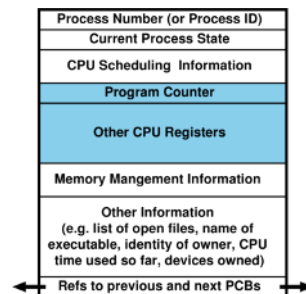 Process Number (or Process ID)
Current Process State
CPU Scheduling Information
Program Counter
Other CPU Registers
Memory Mangement Information
Other Information
(e.g. list of open files, name of
executable, identity of owner, CPU
time used so far, devices owned)
Refs to previous and next PCBs